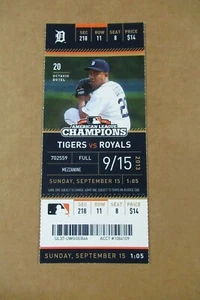 D SEC ROW SEAT PRICE
218 11 8 $14
20
OCTAVIO
DOTEL
AMERICAN LEAGUE
CHAMPIONS
TIGERS VS ROYALS
702559 FULL
MEZZANINE
9/15 2013
SUNDAY, SEPTEMBER 15 | 1:05
SEC ROW SEAT PRICE
218 11 8 $14
SUNDAY, SEPTEMBER 15 | 1:05